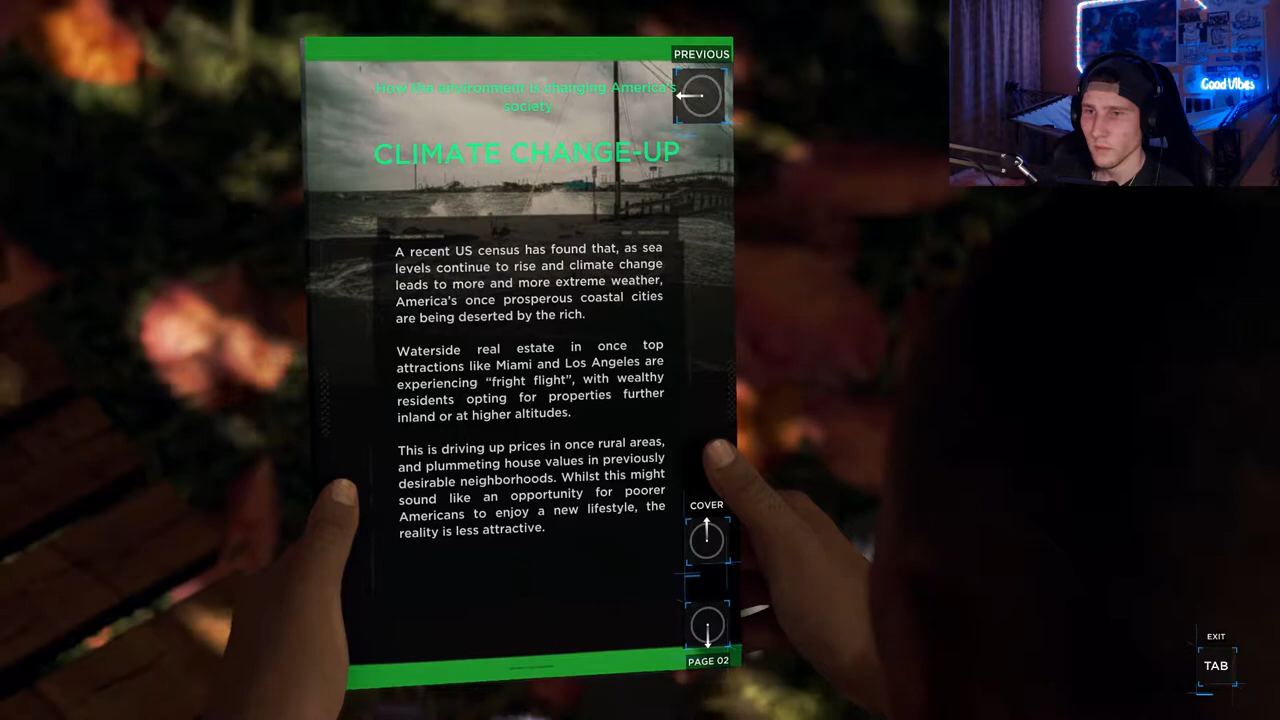 PREVIOUS
How the environment is changing America's
society
CLIMATE CHANGE-UP
A recent US census has found that, as sea
levels continue to rise and climate change
leads to more and more extreme weather,
America's once prosperous coastal cities
are being deserted by the rich.
Waterside real estate in once top
attractions like Miami and Los Angeles are
experiencing “fright flight”, with wealthy
residents opting for properties further
inland or at higher altitudes.
This is driving up prices in once rural areas,
and plummeting house values in previously
desirable neighborhoods. Whilst this might
sound like an opportunity for poorer
Americans to enjoy a new lifestyle, the
reality is less attractive.
COVER
PAGE 02
Good Vibes
EXIT
TAB